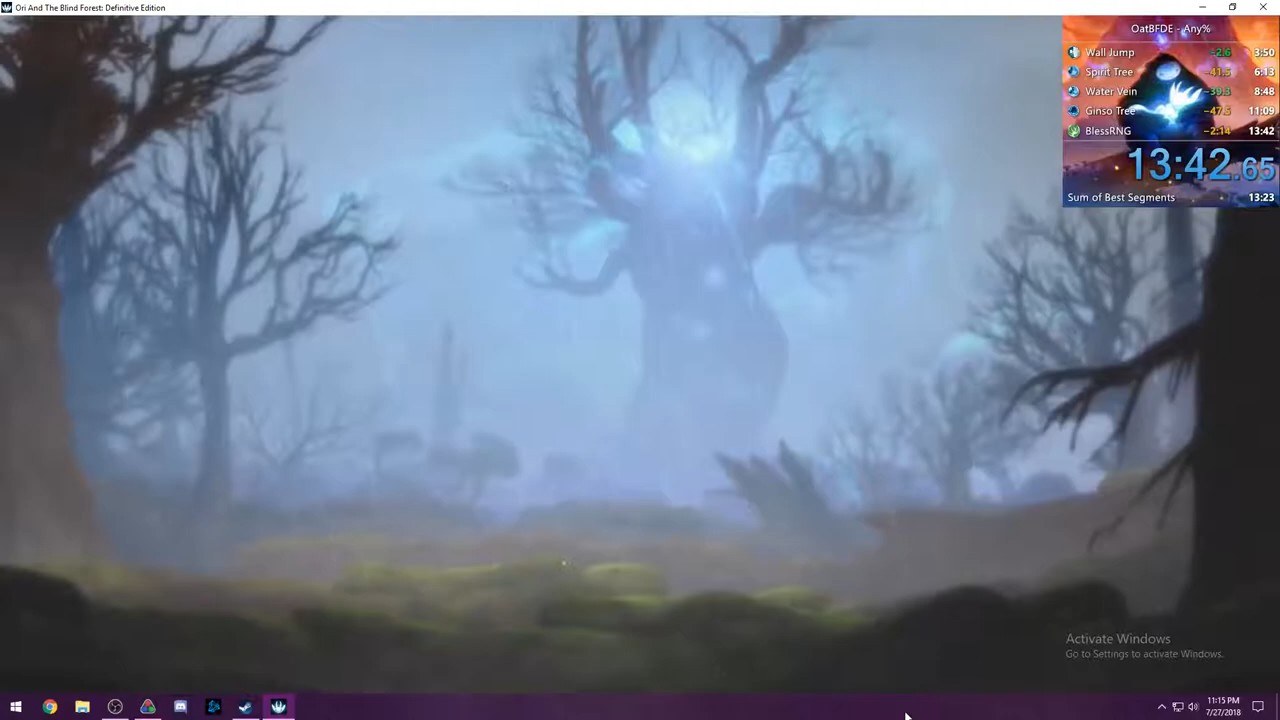 Ori And The Blind Forest: Definitive Edition
OatBFDE - Any%
Wall Jump -2.6 3:50
Spirit Tree -41.5 6:13
Water Vein -39.3 8:48
Ginso Tree -47.5 11:09
BlessRNG -2:14 13:42
13:42.65
Sum of Best Segments 13:23
Activate Windows
Go to Settings to activate Windows.
11:15 PM
7/27/2018